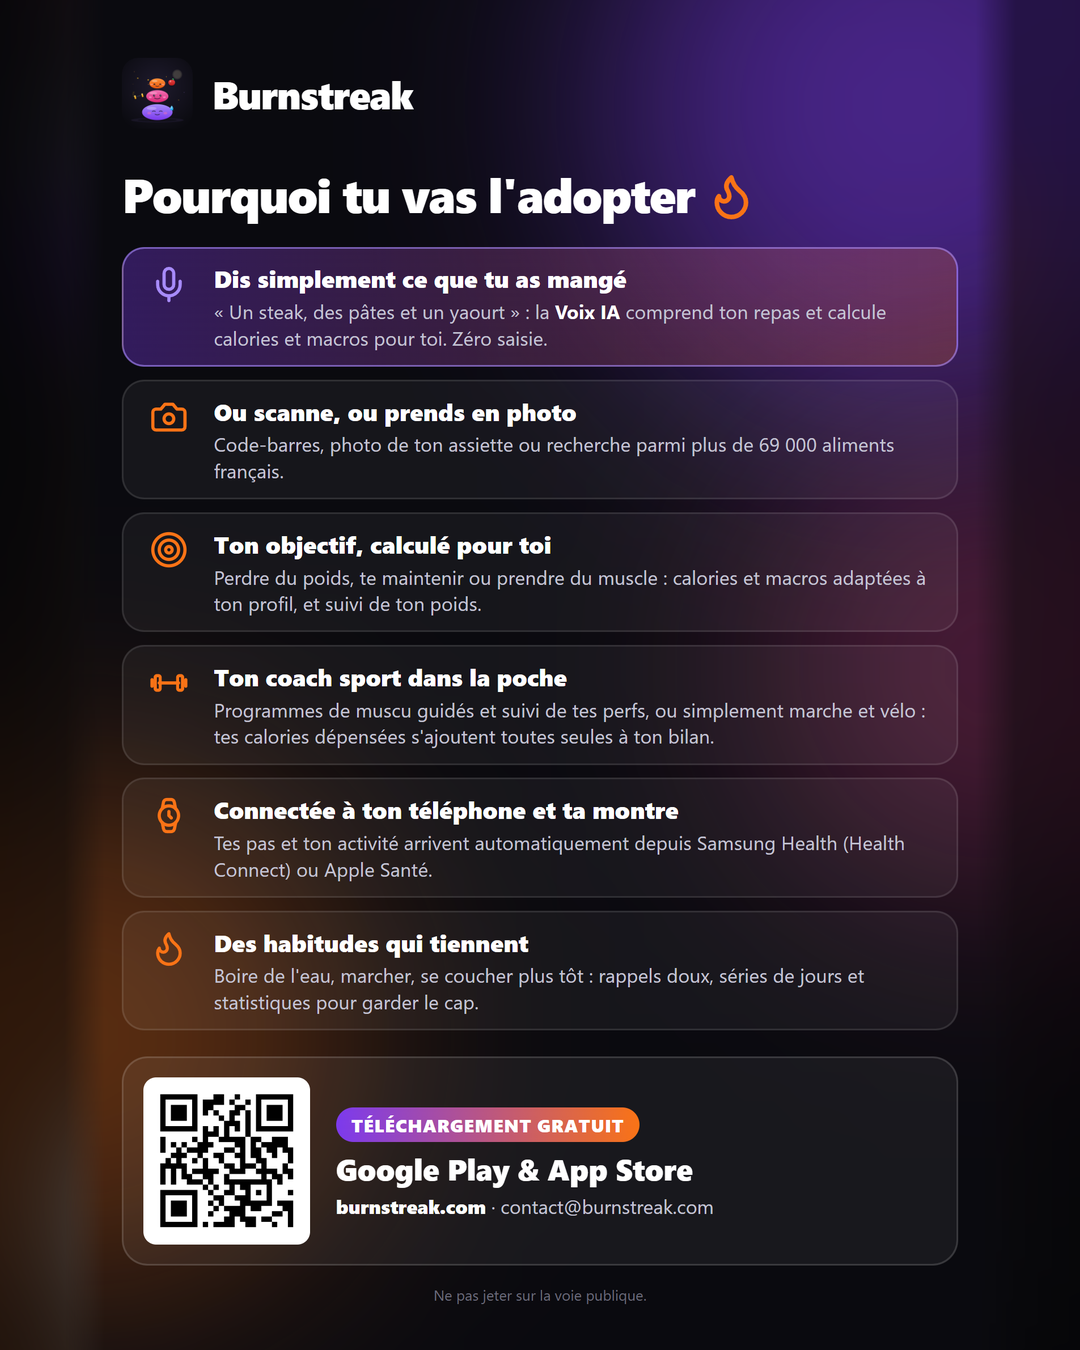 Burnstreak
Pourquoi tu vas l'adopter
Dis simplement ce que tu as mangé
« Un steak, des pâtes et un yaourt » : la Voix IA comprend ton repas et calcule
calories et macros pour toi. Zéro saisie.
Ou scanne, ou prends en photo
Code-barres, photo de ton assiette ou recherche parmi plus de 69 000 aliments
français.
Ton objectif, calculé pour toi
Perdre du poids, te maintenir ou prendre du muscle : calories et macros adaptées à
ton profil, et suivi de ton poids.
Ton coach sport dans la poche
Programmes de muscu guidés et suivi de tes perfs, ou simplement marche et vélo :
tes calories dépensées s'ajoutent toutes seules à ton bilan.
Connectée à ton téléphone et ta montre
Tes pas et ton activité arrivent automatiquement depuis Samsung Health (Health
Connect) ou Apple Santé.
Des habitudes qui tiennent
Boire de l'eau, marcher, se coucher plus tôt : rappels doux, séries de jours et
statistiques pour garder le cap.
TÉLÉCHARGEMENT GRATUIT
Google Play & App Store
burnstreak.com · contact@burnstreak.com
Ne pas jeter sur la voie publique.